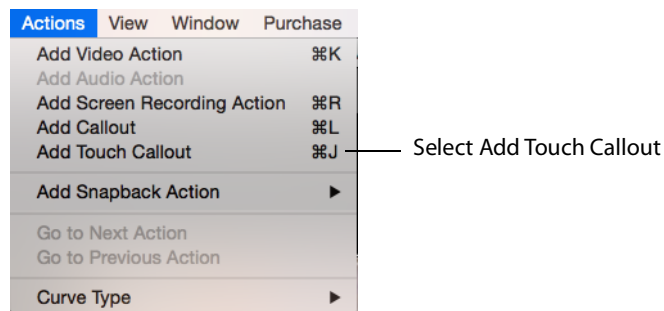 Actions View Window Purchase
Add Video Action ⌘K
Add Audio Action
Add Screen Recording Action ⌘R
Add Callout ⌘L
Add Touch Callout ⌘J
Select Add Touch Callout
Add Snapback Action ▶
Go to Next Action
Go to Previous Action
Curve Type ▶